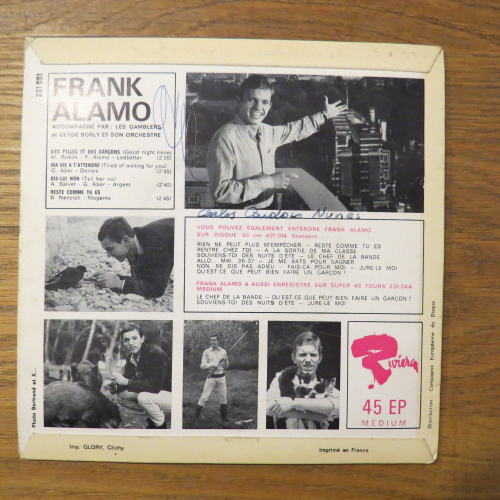 237.081
FRANK
ALAMO
ACCOMPAGNÉ PAR : LES GAMBLERS
et CLYDE BORLY ET SON ORCHESTRE
DES FILLES ET DES GARÇONS (Good night Irene)
M. Robin - F. Alamo - Ledbetter (2'20)
MA VIE A T'ATTENDRE (Tired of waiting for you)
G. Aber - Davies (2'45)
DIS-LUI NON (Tell her no)
A. Salvet - G. Aber - Argent (2'40)
RESTE COMME TU ES
B. Nencioli - Magenta (2'45)
Carlos Nunes
VOUS POUVEZ ÉGALEMENT ENTENDRE FRANK ALAMO
SUR DISQUE 30 cm 421.014 Standard
RIEN NE PEUT PLUS M'EMPÊCHER — RESTE COMME TU ES
RENTRE CHEZ TOI — A LA SORTIE DE MA CLASSE
SOUVIENS-TOI DES NUITS D'ÉTÉ — LE CHEF DE LA BANDE
ALLO.. MAI. 38-37 — JE ME BATS POUR GAGNER
NON, NE DIS PAS ADIEU — FAIS-ÇA POUR MOI — JURE-LE MOI
QU'EST-CE QUE PEUT BIEN FAIRE UN GARÇON ?
FRANK ALAMO A AUSSI ENREGISTRÉ SUR SUPER 45 TOURS 231.044
MEDIUM
LE CHEF DE LA BANDE — QU'EST-CE QUE PEUT BIEN FAIRE UN GARÇON ?
SOUVIENS-TOI DES NUITS D'ÉTÉ — JURE-LE MOI
Riviera
45 EP
MEDIUM
Photo Bertrand et X...
Distribution : Compagnie Européenne du Disque
Imp. GLORY, Clichy
Imprimé en France